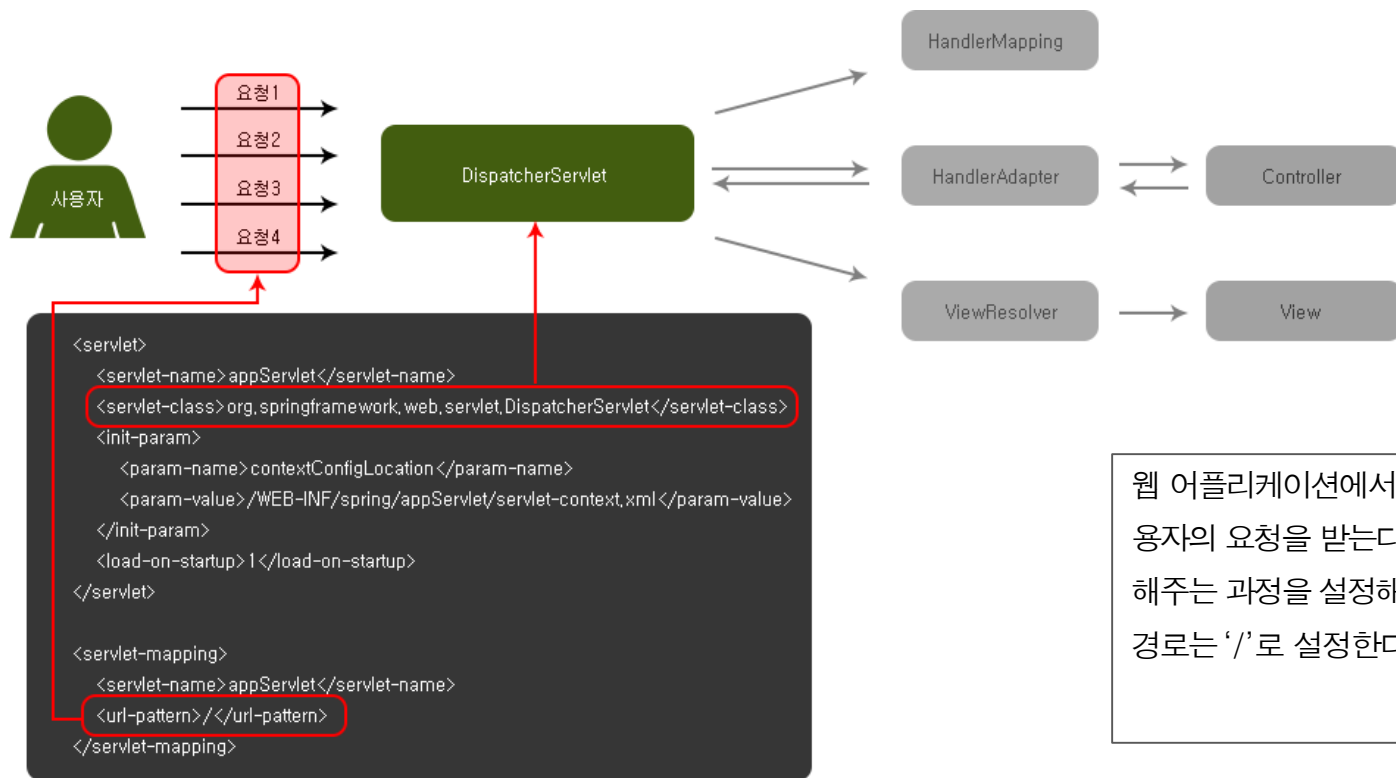 HandlerMapping
요청1
요청2
DispatcherServlet
HandlerAdapter
Controller
사용자
요청3
요청4
ViewResolver
View
<servlet>
<servlet-name>appServlet</servlet-name>
<servlet-class>org.springframework.web.servlet.DispatcherServlet</servlet-class>
<init-param>
<param-name>contextConfigLocation</param-name>
<param-value>/WEB-INF/spring/appServlet/servlet-context.xml</param-value>
</init-param>
<load-on-startup>1</load-on-startup>
</servlet>
<servlet-mapping>
<servlet-name>appServlet</servlet-name>
<url-pattern>/</url-pattern>
</servlet-mapping>
웹 어플리케이션에서
용자의 요청을 받는다
해주는 과정을 설정해
경로는 ‘/’로 설정한다